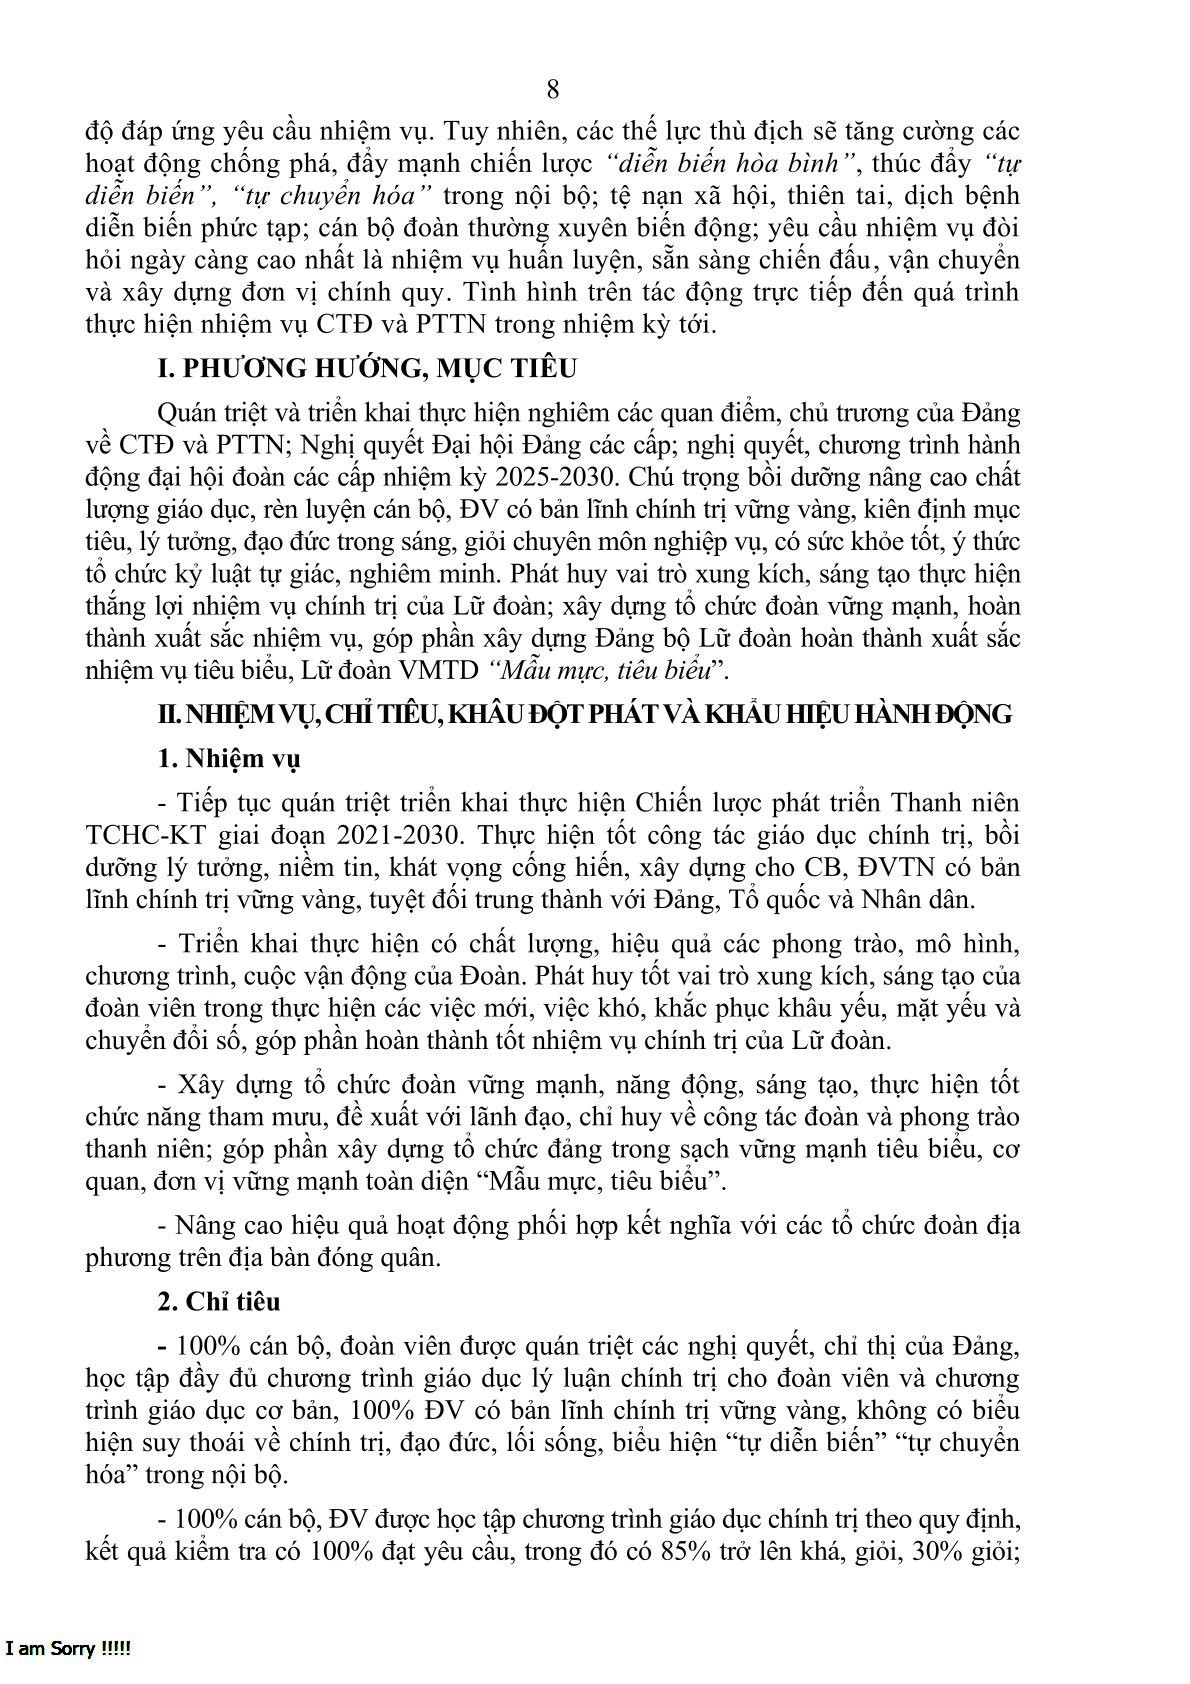 8
độ đáp ứng yêu cầu nhiệm vụ. Tuy nhiên, các thế lực thù địch sẽ tăng cường các
hoạt động chống phá, đẩy mạnh chiến lược “diễn biến hòa bình”, thúc đẩy “tự
diễn biến”, “tự chuyển hóa” trong nội bộ; tệ nạn xã hội, thiên tai, dịch bệnh
diễn biến phức tạp; cán bộ đoàn thường xuyên biến động; yêu cầu nhiệm vụ đòi
hỏi ngày càng cao nhất là nhiệm vụ huấn luyện, sẵn sàng chiến đấu, vận chuyển
và xây dựng đơn vị chính quy. Tình hình trên tác động trực tiếp đến quá trình
thực hiện nhiệm vụ CTĐ và PTTN trong nhiệm kỳ tới.
I. PHƯƠNG HƯỚNG, MỤC TIÊU
Quán triệt và triển khai thực hiện nghiêm các quan điểm, chủ trương của Đảng
về CTĐ và PTTN; Nghị quyết Đại hội Đảng các cấp; nghị quyết, chương trình hành
động đại hội đoàn các cấp nhiệm kỳ 2025-2030. Chú trọng bồi dưỡng nâng cao chất
lượng giáo dục, rèn luyện cán bộ, ĐV có bản lĩnh chính trị vững vàng, kiên định mục
tiêu, lý tưởng, đạo đức trong sáng, giỏi chuyên môn nghiệp vụ, có sức khỏe tốt, ý thức
tổ chức kỷ luật tự giác, nghiêm minh. Phát huy vai trò xung kích, sáng tạo thực hiện
thắng lợi nhiệm vụ chính trị của Lữ đoàn; xây dựng tổ chức đoàn vững mạnh, hoàn
thành xuất sắc nhiệm vụ, góp phần xây dựng Đảng bộ Lữ đoàn hoàn thành xuất sắc
nhiệm vụ tiêu biểu, Lữ đoàn VMTD “Mẫu mực, tiêu biểu”.
II. NHIỆM VỤ, CHỈ TIÊU, KHÂU ĐỘT PHÁT VÀ KHẨU HIỆU HÀNH ĐỘNG
1. Nhiệm vụ
- Tiếp tục quán triệt triển khai thực hiện Chiến lược phát triển Thanh niên
TCHC-KT giai đoạn 2021-2030. Thực hiện tốt công tác giáo dục chính trị, bồi
dưỡng lý tưởng, niềm tin, khát vọng cống hiến, xây dựng cho CB, ĐVTN có bản
lĩnh chính trị vững vàng, tuyệt đối trung thành với Đảng, Tổ quốc và Nhân dân.
- Triển khai thực hiện có chất lượng, hiệu quả các phong trào, mô hình,
chương trình, cuộc vận động của Đoàn. Phát huy tốt vai trò xung kích, sáng tạo của
đoàn viên trong thực hiện các việc mới, việc khó, khắc phục khâu yếu, mặt yếu và
chuyển đổi số, góp phần hoàn thành tốt nhiệm vụ chính trị của Lữ đoàn.
- Xây dựng tổ chức đoàn vững mạnh, năng động, sáng tạo, thực hiện tốt
chức năng tham mưu, đề xuất với lãnh đạo, chỉ huy về công tác đoàn và phong trào
thanh niên; góp phần xây dựng tổ chức đảng trong sạch vững mạnh tiêu biểu, cơ
quan, đơn vị vững mạnh toàn diện “Mẫu mực, tiêu biểu”.
- Nâng cao hiệu quả hoạt động phối hợp kết nghĩa với các tổ chức đoàn địa
phương trên địa bàn đóng quân.
2. Chỉ tiêu
- 100% cán bộ, đoàn viên được quán triệt các nghị quyết, chỉ thị của Đảng,
học tập đầy đủ chương trình giáo dục lý luận chính trị cho đoàn viên và chương
trình giáo dục cơ bản, 100% ĐV có bản lĩnh chính trị vững vàng, không có biểu
hiện suy thoái về chính trị, đạo đức, lối sống, biểu hiện “tự diễn biến” “tự chuyển
hóa” trong nội bộ.
- 100% cán bộ, ĐV được học tập chương trình giáo dục chính trị theo quy định,
kết quả kiểm tra có 100% đạt yêu cầu, trong đó có 85% trở lên khá, giỏi, 30% giỏi;
I am Sorry !!!!!